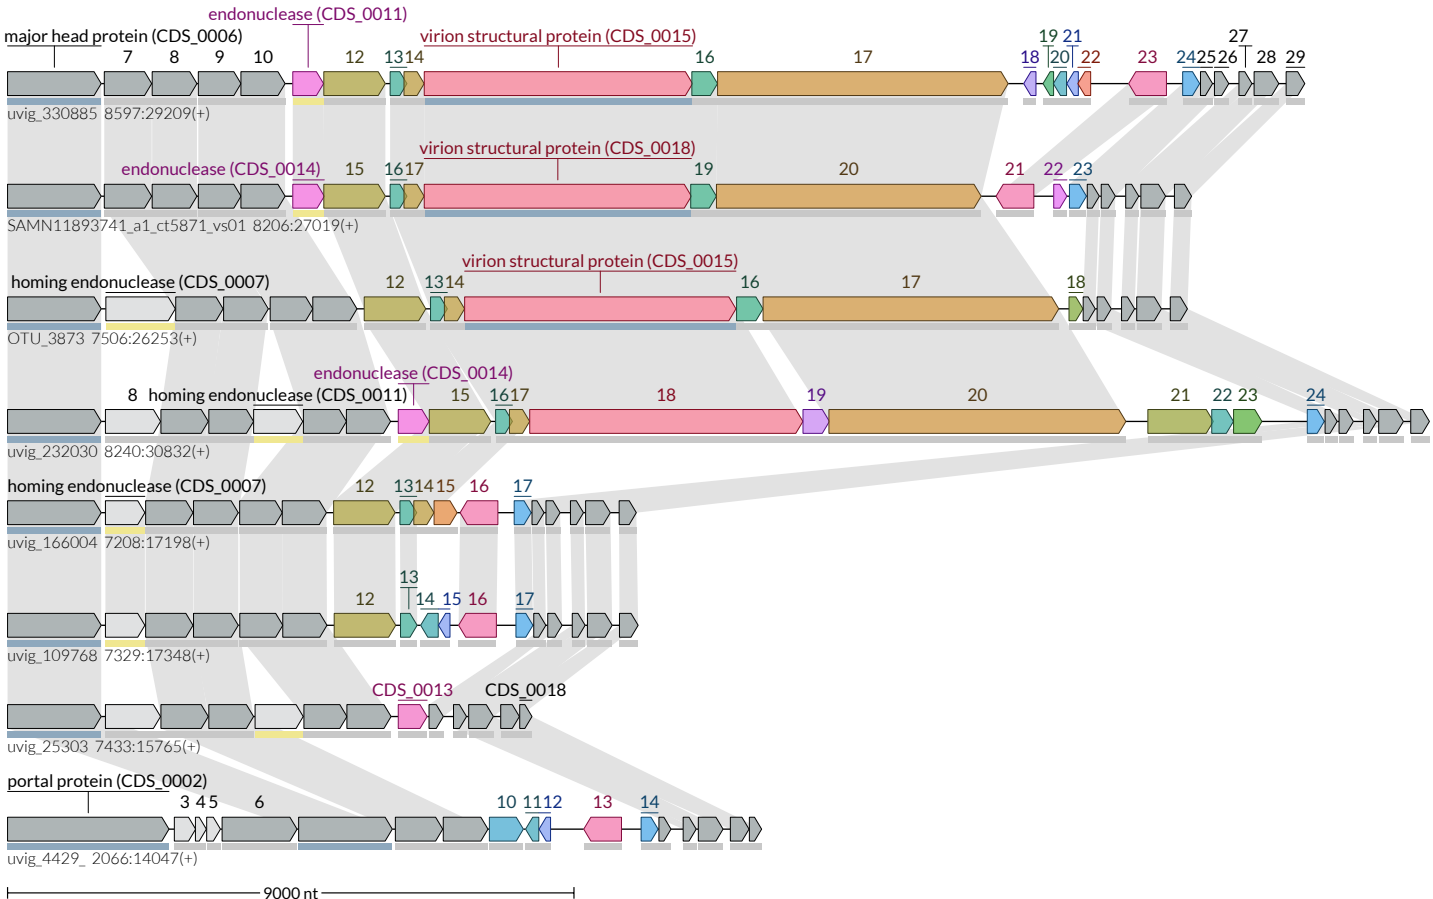 endonuclease (CDS_0011)
major head protein (CDS_0006)
virion structural protein (CDS_0015)
19 21 27
7 8 9 10 12 13 14 16 17 18 20 22 23 24 25 26 28 29
uvig_330885 8597:29209(+)
virion structural protein (CDS_0018)
endonuclease (CDS_0014) 15 16 17 19 20 21 22 23
SAMN11893741_a1_ct5871_vs01 8206:27019(+)
virion structural protein (CDS_0015)
homing endonuclease (CDS_0007) 12 13 14 16 17 18
OTU_3873 7506:26253(+)
endonuclease (CDS_0014)
8 homing endonuclease (CDS_0011) 15 16 17 18 19 20 21 22 23 24
uvig_232030 8240:30832(+)
homing endonuclease (CDS_0007) 12 13 14 15 16 17
uvig_166004 7208:17198(+)
13
12 14 15 16 17
uvig_109768 7329:17348(+)
CDS_0013 CDS_0018
uvig_25303 7433:15765(+)
portal protein (CDS_0002)
3 4 5 6 10 11 12 13 14
uvig_4429_ 2066:14047(+)
9000 nt